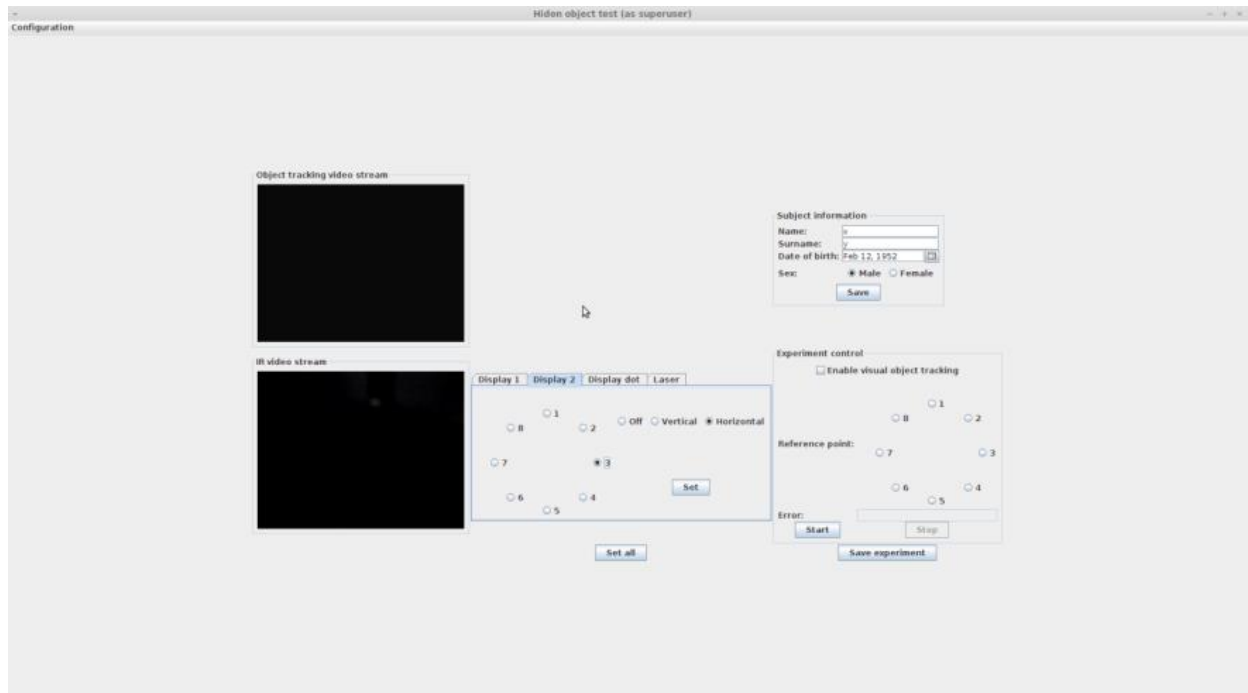 Hidon object test (as superuser)
Configuration
Object tracking video stream
Subject information
Name: x
Surname: y
Date of birth: Feb 12, 1952
Sex: Male Female
Save
IR video stream
Display 1 Display 2 Display dot Laser
1
8 2 Off Vertical Horizontal
7 3
Set
6 4
5
Set all
Experiment control
Enable visual object tracking
1
8 2
Reference point:
7 3
6 4
5
Error:
Start Stop
Save experiment